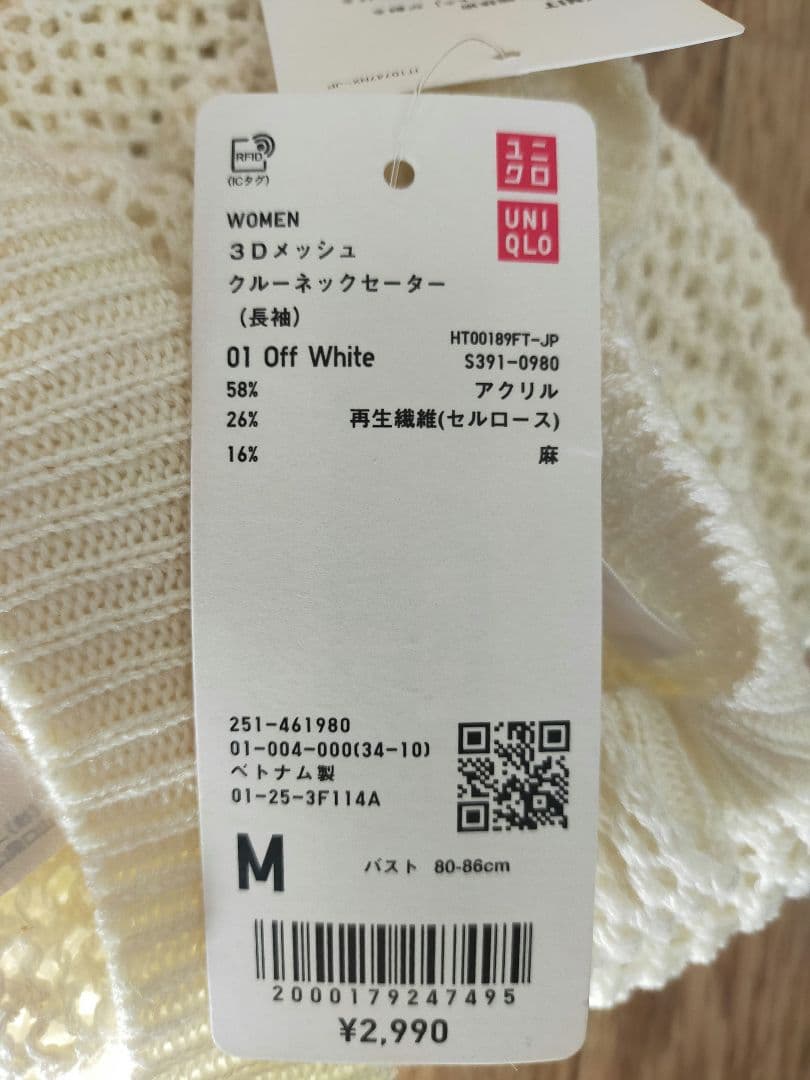 RFID
(ICタグ)
ユニ
クロ
UNI
QLO
WOMEN
3Dメッシュ
クルーネックセーター
(長袖)
HT00189FT-JP
01 Off White
S391-0980
58% アクリル
26% 再生繊維(セルロース)
16% 麻
251-461980
01-004-000(34-10)
ベトナム製
01-25-3F114A
M バスト 80-86cm
2000179247495
¥2,990